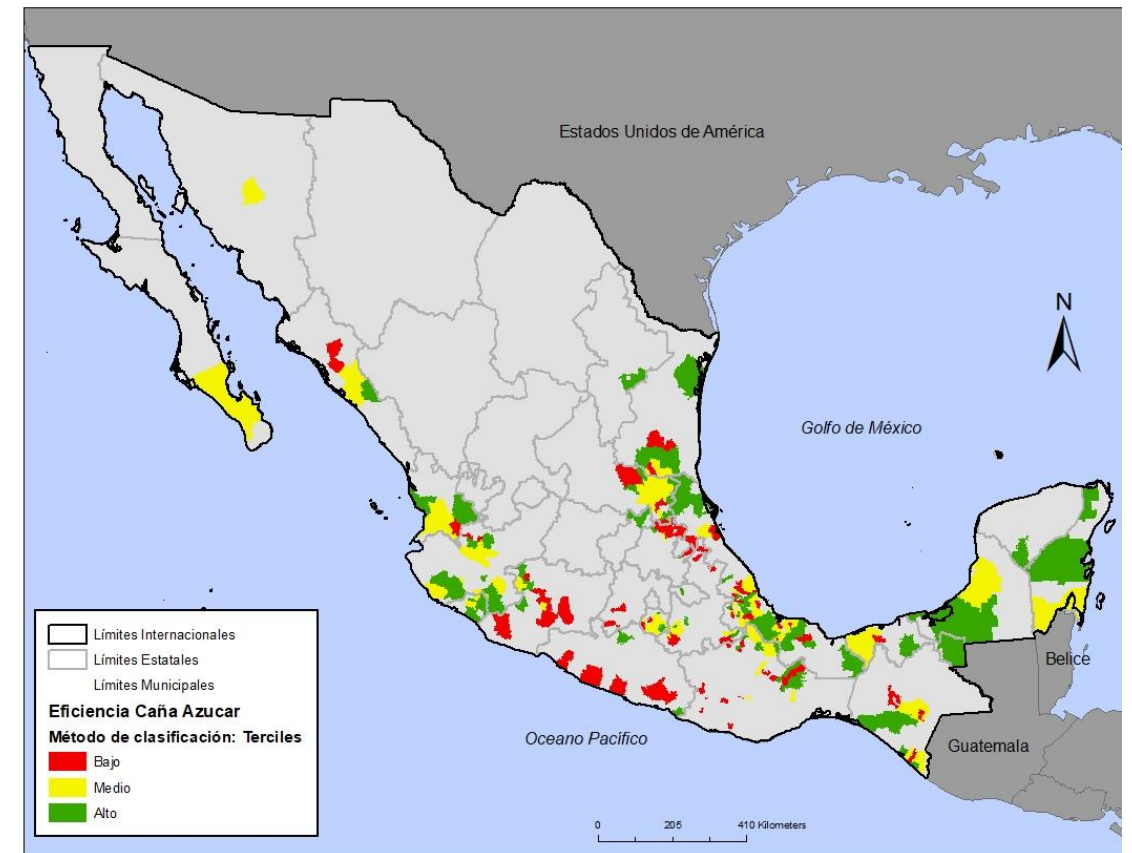 Estados Unidos de América
N
Golfo de México
Belice
Guatemala
Oceano Pacífico
Límites Internacionales
Límites Estatales
Límites Municipales
Eficiencia Caña Azucar
Método de clasificación: Terciles
Bajo
Medio
Alto
0 205 410 Kilometers